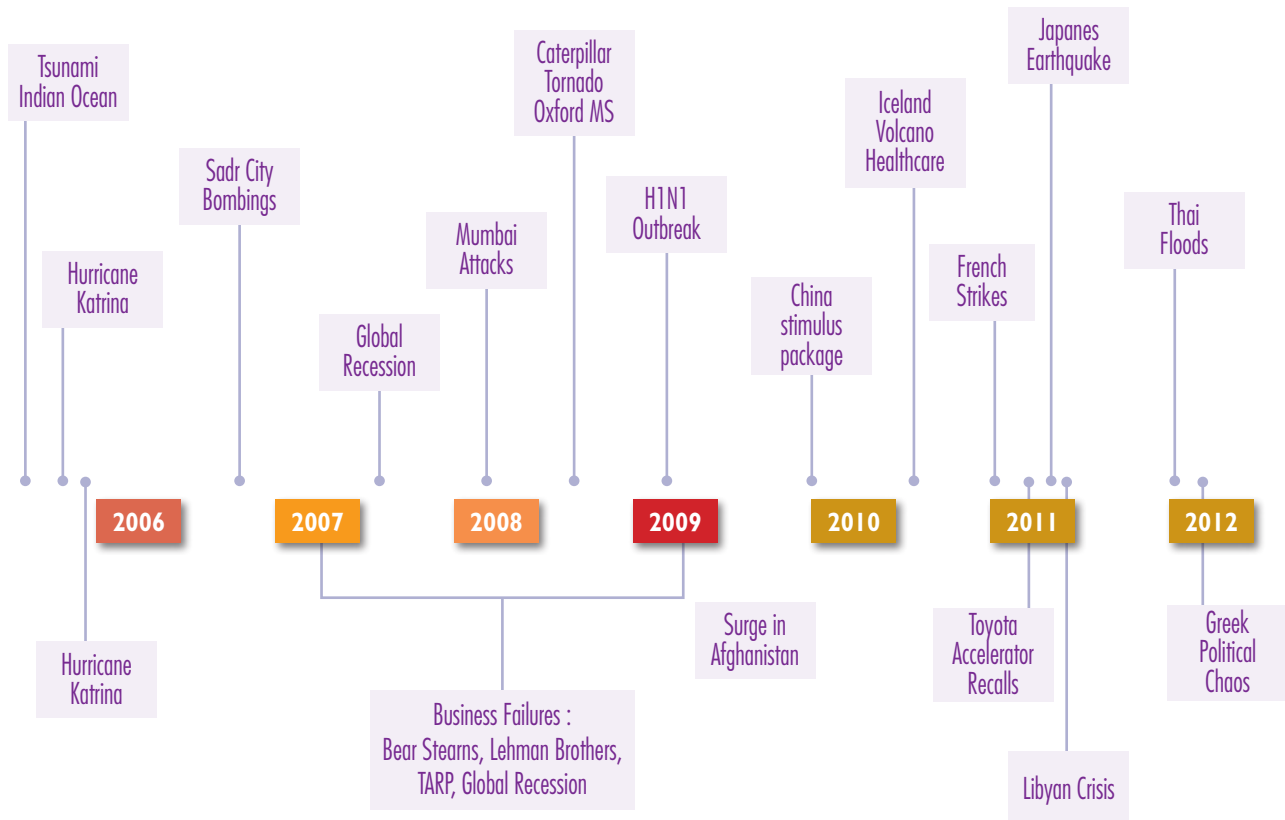 Tsunami
Indian Ocean
Hurricane
Katrina
Sadr City
Bombings
Global
Recession
Mumbai
Attacks
Caterpillar
Tornado
Oxford MS
H1N1
Outbreak
China
stimulus
package
Iceland
Volcano
Healthcare
French
Strikes
Japanes
Earthquake
Thai
Floods
2006
2007
2008
2009
2010
2011
2012
Hurricane
Katrina
Business Failures :
Bear Stearns, Lehman Brothers,
TARP, Global Recession
Surge in
Afghanistan
Toyota
Accelerator
Recalls
Libyan Crisis
Greek
Political
Chaos